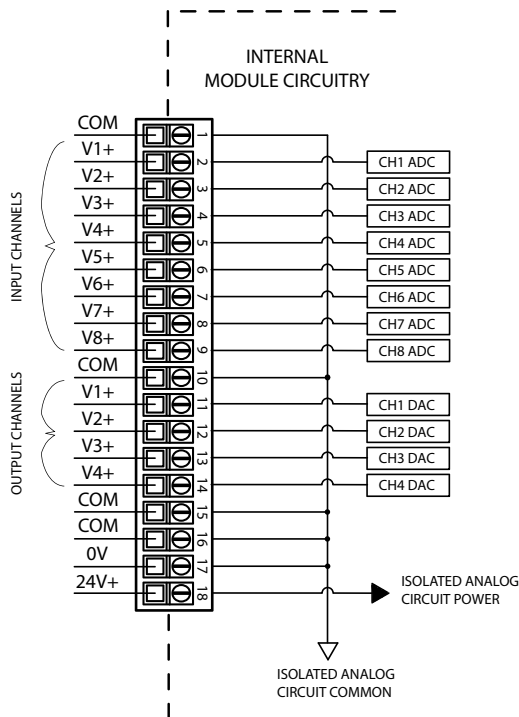 INTERNAL
MODULE CIRCUITRY
COM 1
V1+ 2 CH1 ADC
V2+ 3 CH2 ADC
V3+ 4 CH3 ADC
V4+ 5 CH4 ADC
V5+ 6 CH5 ADC
V6+ 7 CH6 ADC
V7+ 8 CH7 ADC
V8+ 9 CH8 ADC
INPUT CHANNELS
COM 10
V1+ 11 CH1 DAC
V2+ 12 CH2 DAC
V3+ 13 CH3 DAC
V4+ 14 CH4 DAC
OUTPUT CHANNELS
COM 15
COM 16
0V 17
24V+ 18
ISOLATED ANALOG
CIRCUIT POWER
ISOLATED ANALOG
CIRCUIT COMMON